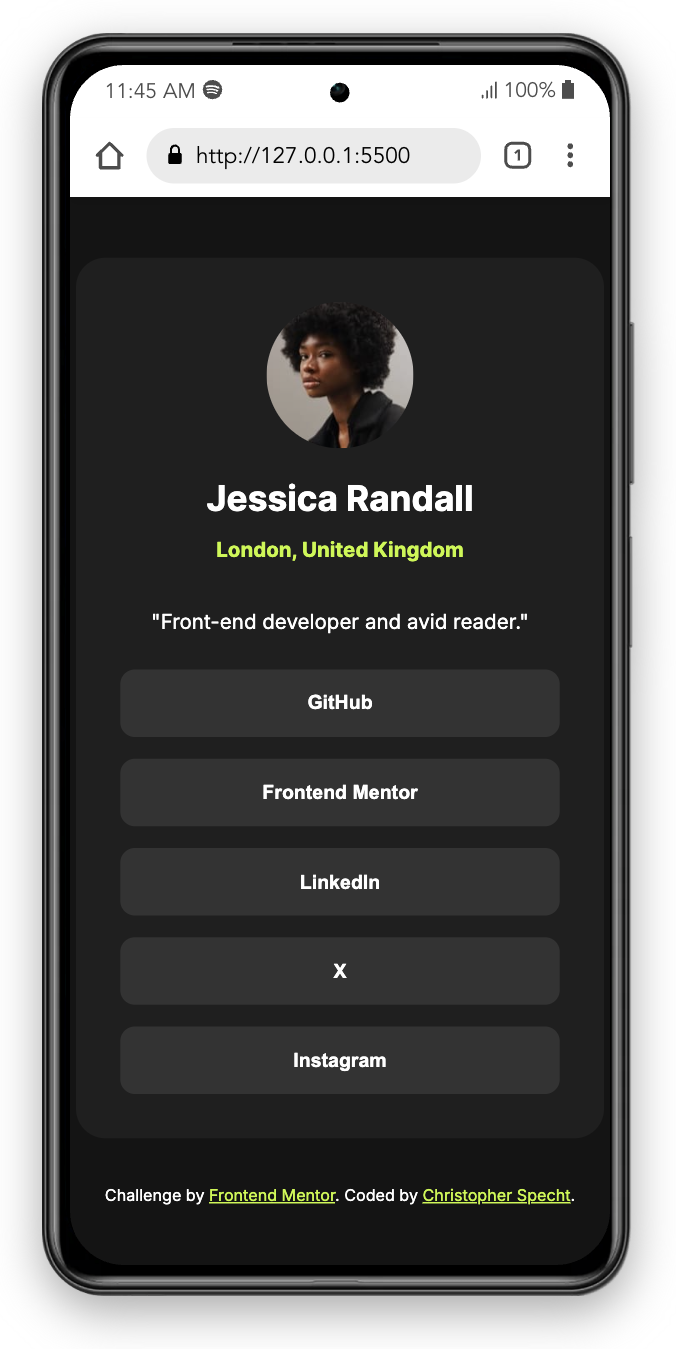 11:45 AM 100%
http://127.0.0.1:5500 1
Jessica Randall
London, United Kingdom
"Front-end developer and avid reader."
GitHub
Frontend Mentor
LinkedIn
X
Instagram
Challenge by Frontend Mentor. Coded by Christopher Specht.